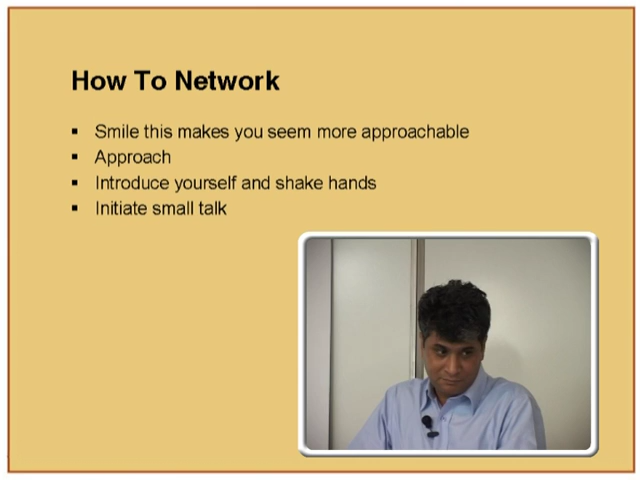 How To Network
▪ Smile this makes you seem more approachable
▪ Approach
▪ Introduce yourself and shake hands
▪ Initiate small talk